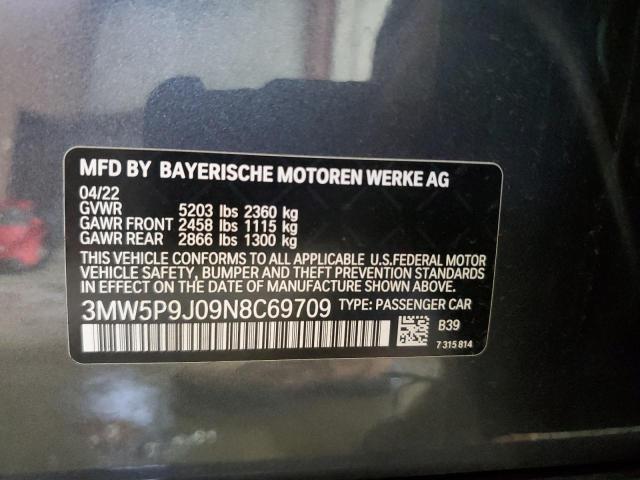 MFD BY BAYERISCHE MOTOREN WERKE AG
04/22
GVWR 5203 lbs 2360 kg
GAWR FRONT 2458 lbs 1115 kg
GAWR REAR 2866 lbs 1300 kg
THIS VEHICLE CONFORMS TO ALL APPLICABLE U.S.FEDERAL MOTOR
VEHICLE SAFETY, BUMPER AND THEFT PREVENTION STANDARDS
IN EFFECT ON THE DATE OF MANUFACTURE SHOWN ABOVE.
3MW5P9J09N8C69709 TYPE: PASSENGER CAR
B39
7 315 814